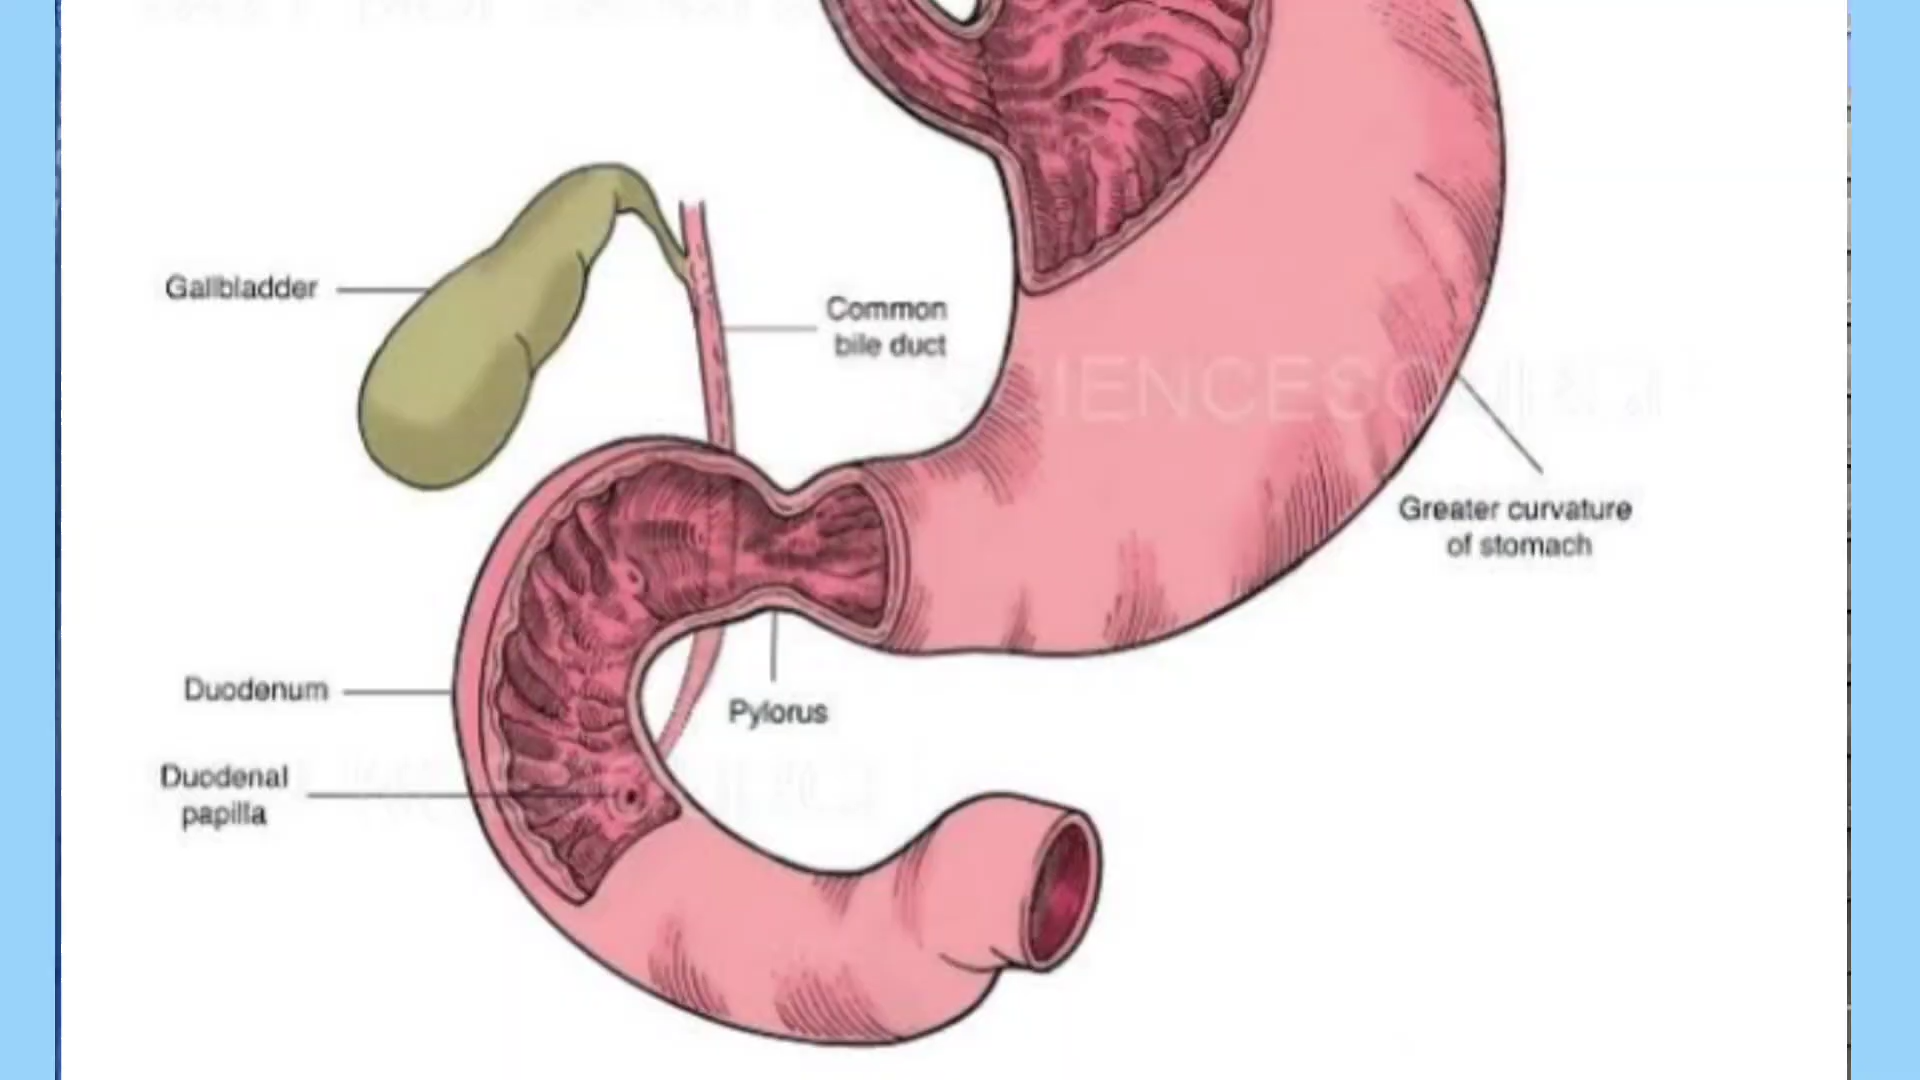 Gallbladder
Common
bile duct
Greater curvature
of stomach
Duodenum
Pylorus
Duodenal
papilla